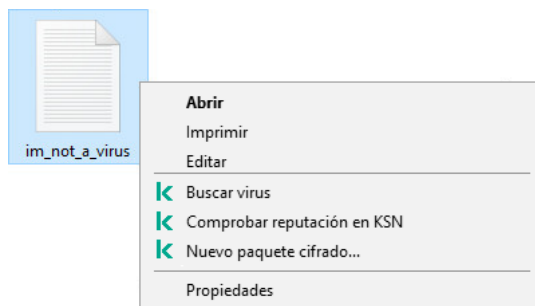 im_not_a_virus
Abrir
Imprimir
Editar
Buscar virus
Comprobar reputación en KSN
Nuevo paquete cifrado...
Propiedades